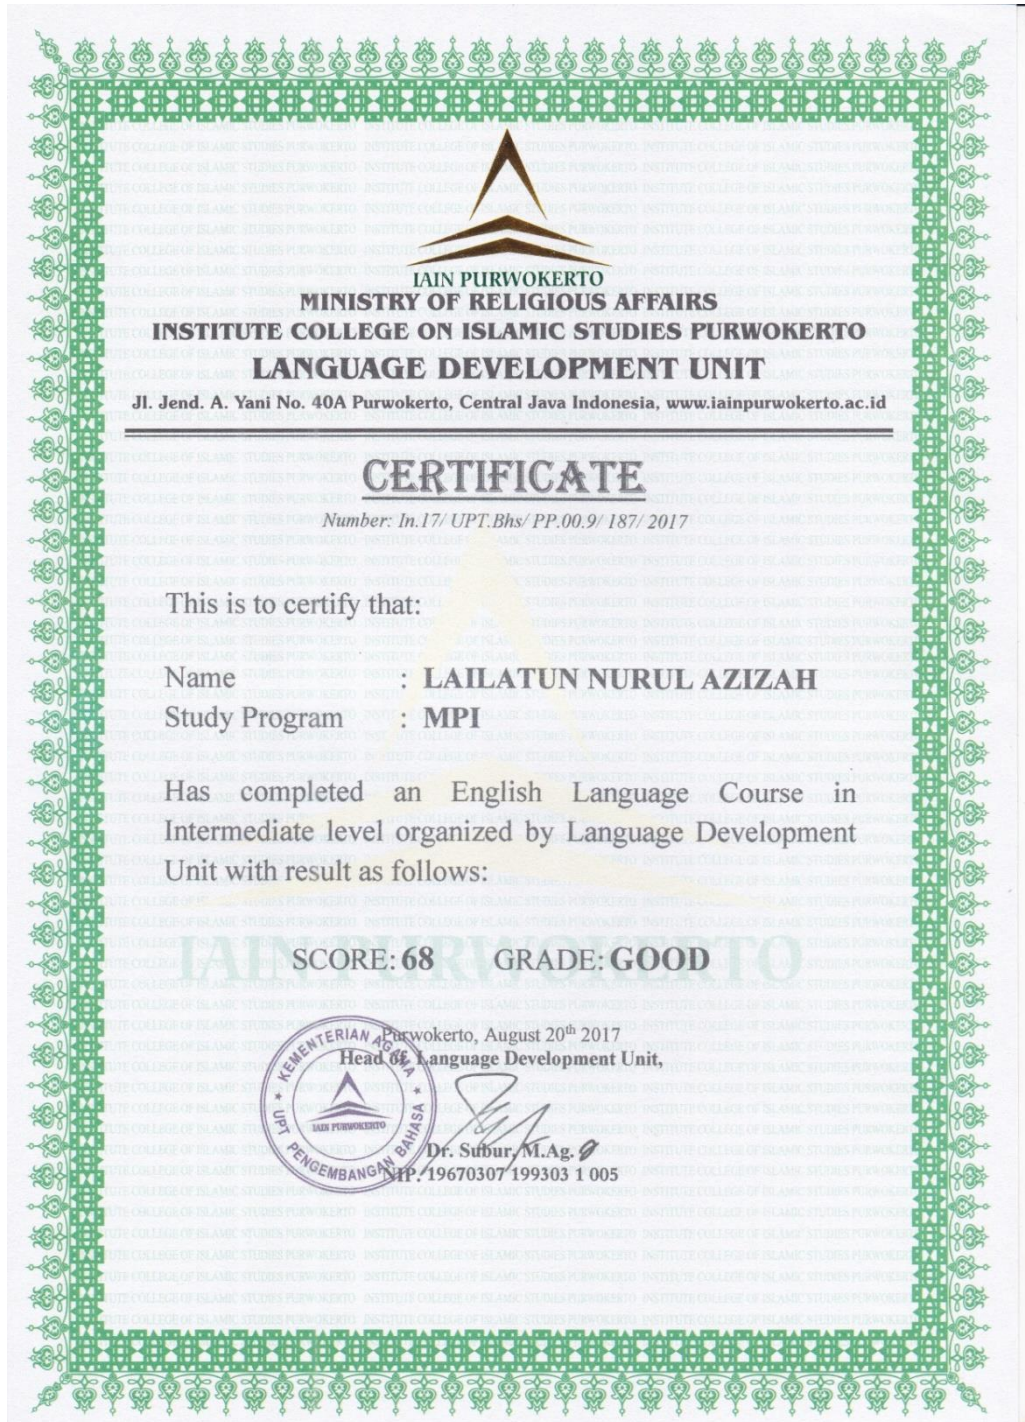 IAIN PURWOKERTO
MINISTRY OF RELIGIOUS AFFAIRS
INSTITUTE COLLEGE ON ISLAMIC STUDIES PURWOKERTO
LANGUAGE DEVELOPMENT UNIT
Jl. Jend. A. Yani No. 40A Purwokerto, Central Java Indonesia, www.iainpurwokerto.ac.id
CERTIFICATE
Number: In.17/ UPT.Bhs/ PP.00.9/ 187/ 2017
This is to certify that:
Name : LAILATUN NURUL AZIZAH
Study Program : MPI
Has completed an English Language Course in
Intermediate level organized by Language Development
Unit with result as follows:
IAIN PURWOKERTO
SCORE: 68 GRADE: GOOD
Purwokerto, August 20th 2017
Head of Language Development Unit,
KEMENTERIAN AGAMA
IAIN PURWOKERTO
UPT PENGEMBANGAN BAHASA
Dr. Subur, M.Ag.
NIP. 19670307 199303 1 005